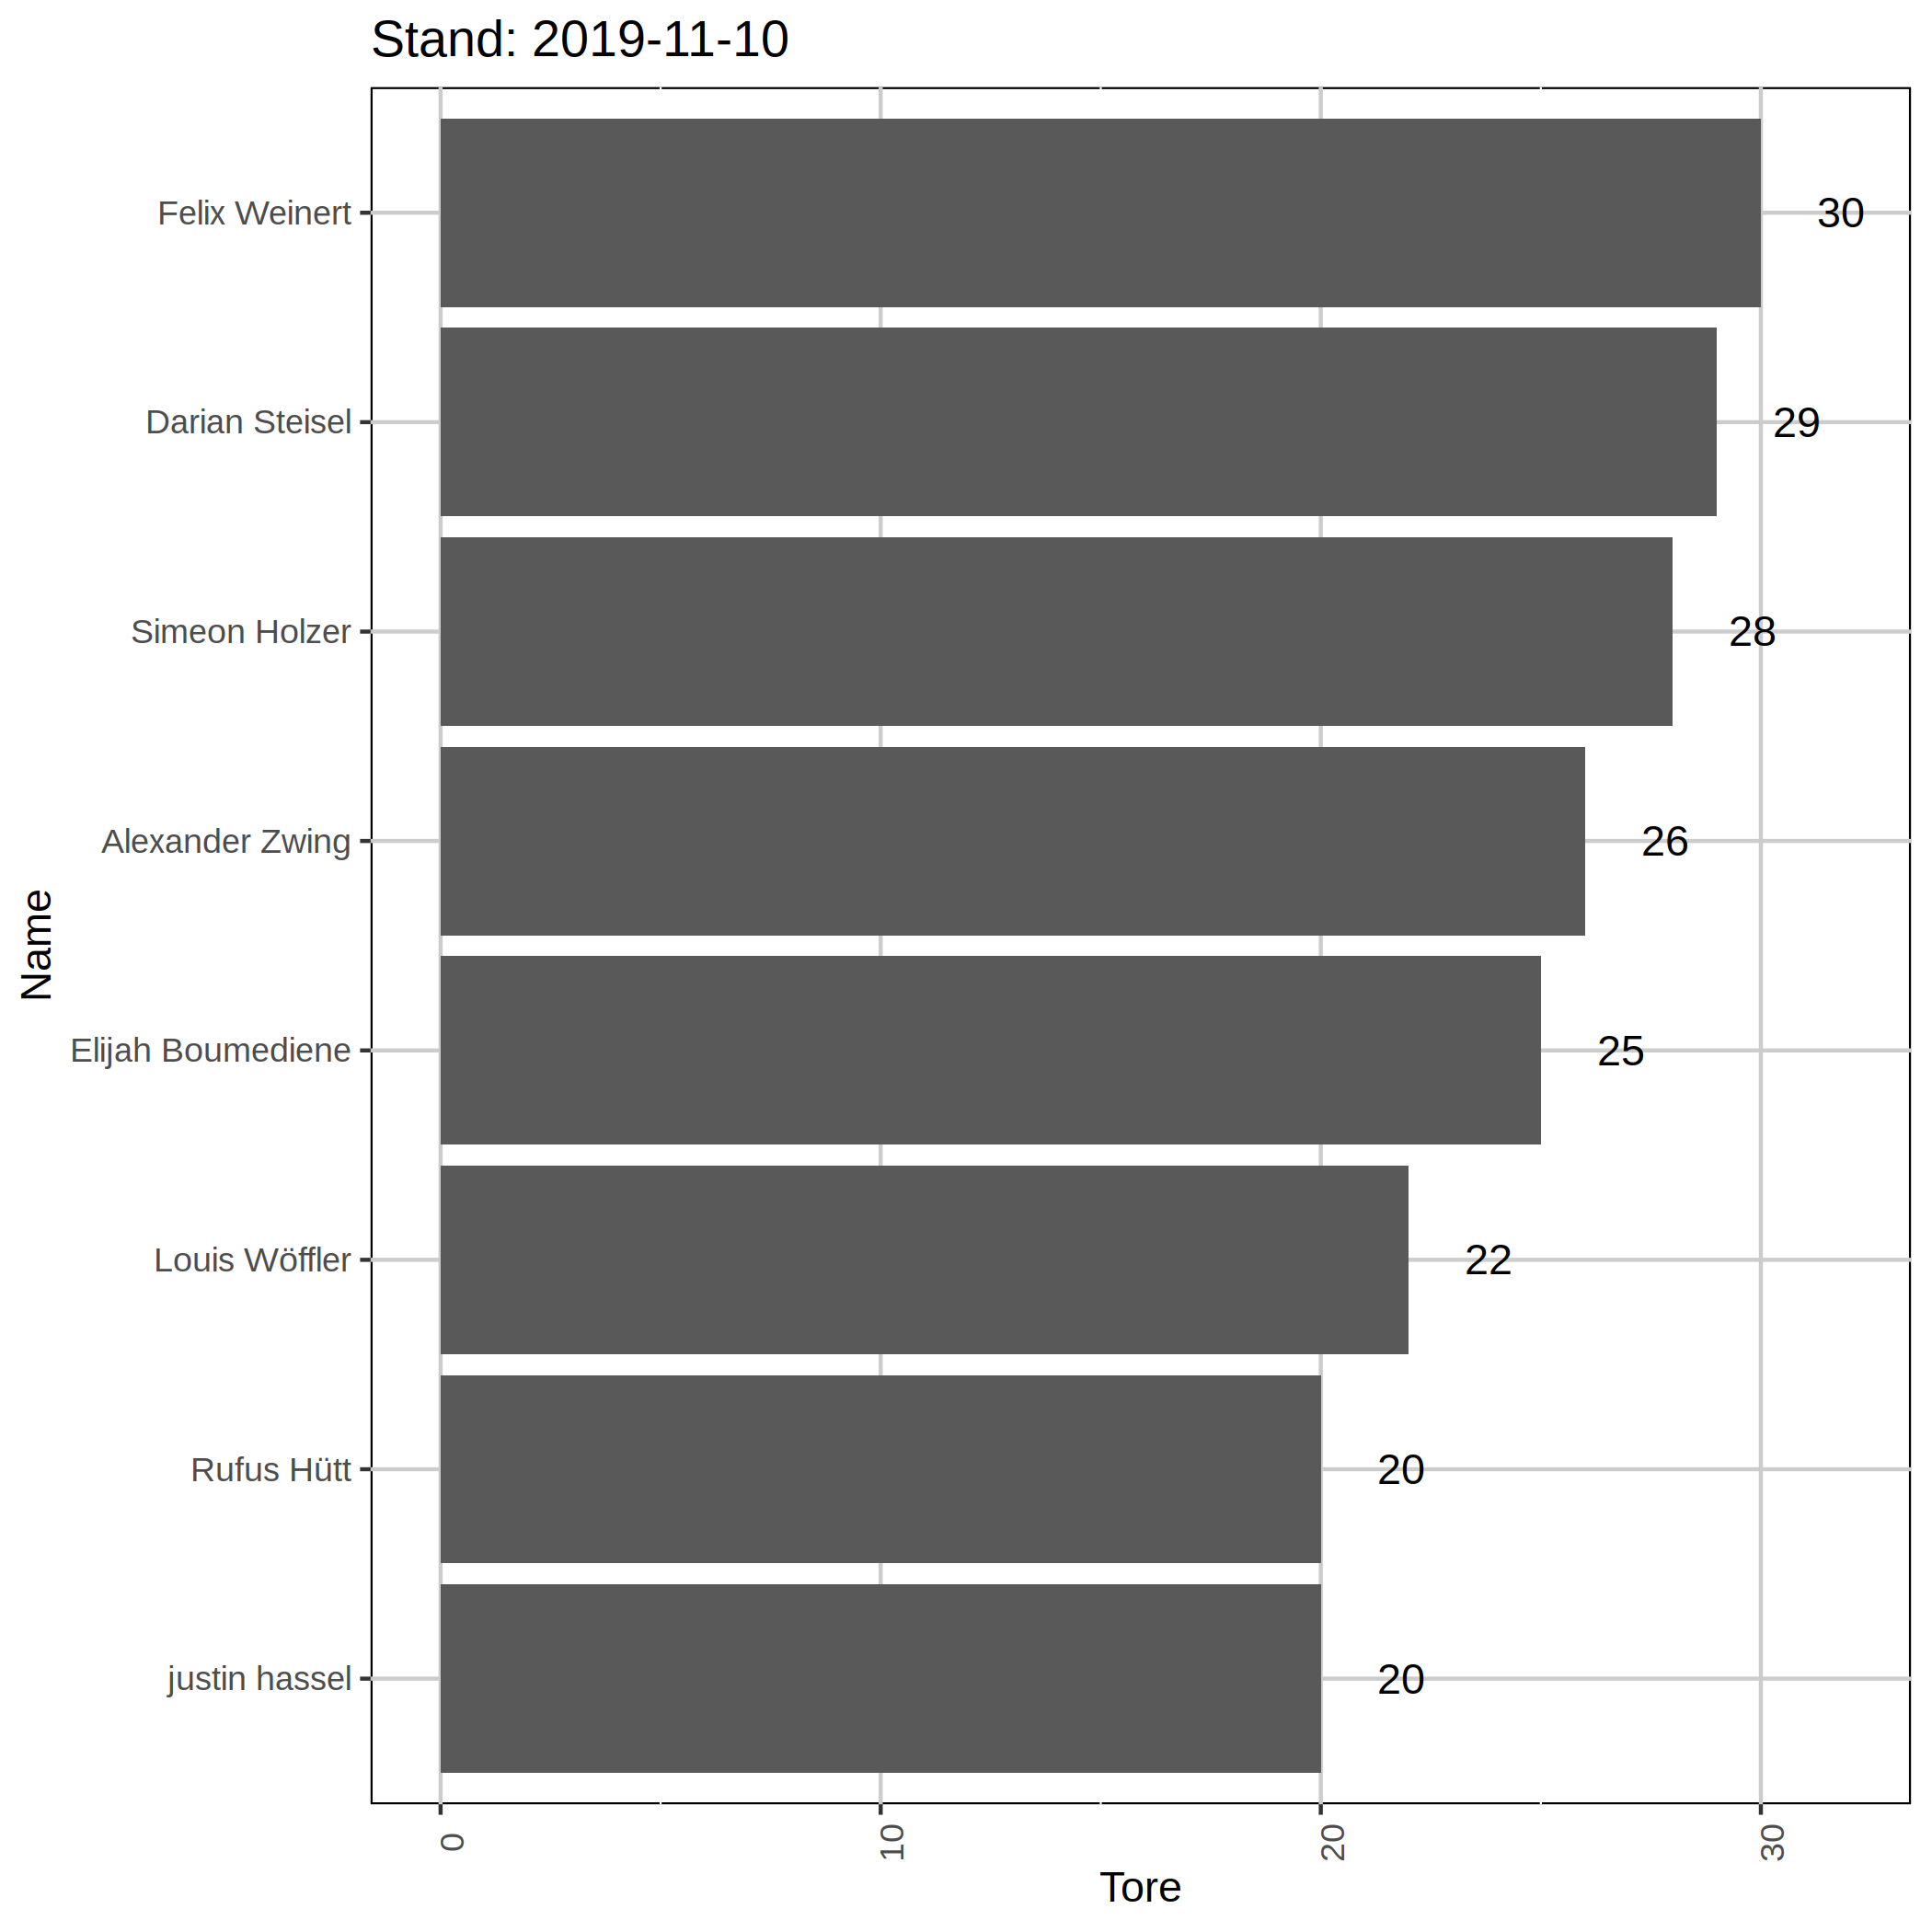 Stand: 2019-11-10
Felix Weinert
30
Darian Steisel
29
Simeon Holzer
28
Alexander Zwing
26
Name
Elijah Boumediene
25
Louis Wöffler
22
Rufus Hütt
20
justin hassel
20
0
10
20
30
Tore